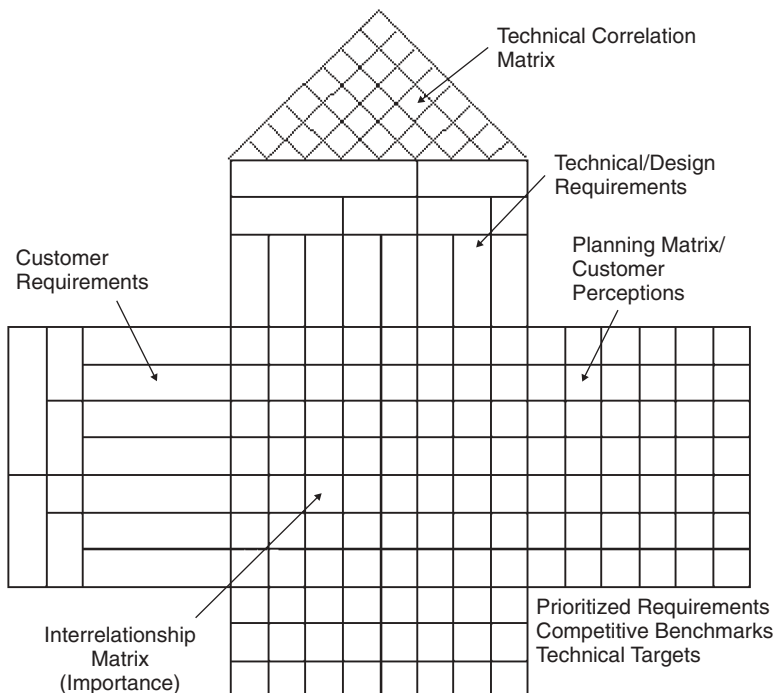 Technical Correlation
Matrix
Technical/Design
Requirements
Customer
Requirements
Planning Matrix/
Customer
Perceptions
Interrelationship
Matrix
(Importance)
Prioritized Requirements
Competitive Benchmarks
Technical Targets